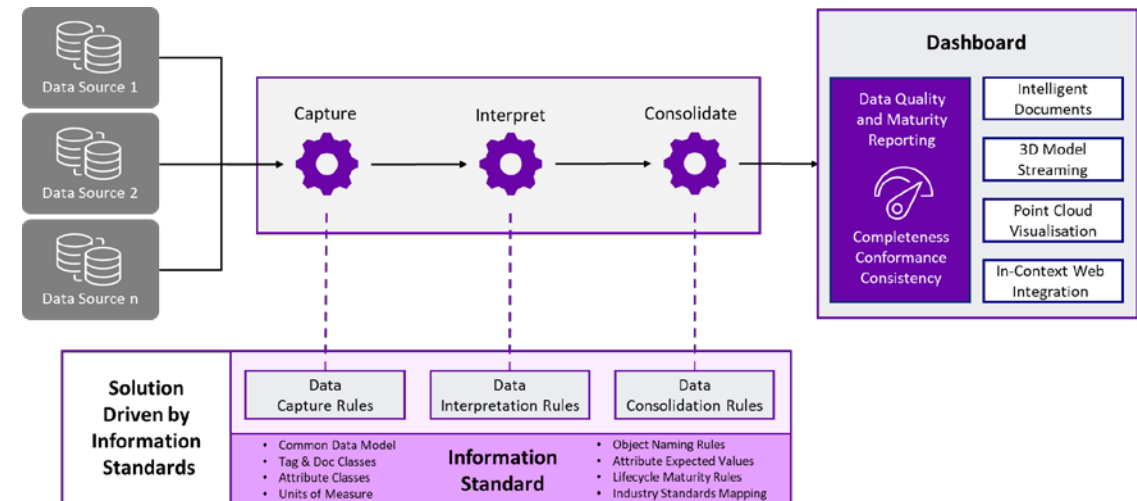 Data Source 1
Data Source 2
Data Source n
Capture
Interpret
Consolidate
Dashboard
Data Quality
and Maturity
Reporting
Completeness
Conformance
Consistency
Intelligent
Documents
3D Model
Streaming
Point Cloud
Visualisation
In-Context Web
Integration
Solution
Driven by
Information
Standards
Data
Capture Rules
Data
Interpretation Rules
Data
Consolidation Rules
• Common Data Model
• Tag & Doc Classes
• Attribute Classes
• Units of Measure
Information
Standard
• Object Naming Rules
• Attribute Expected Values
• Lifecycle Maturity Rules
• Industry Standards Mapping